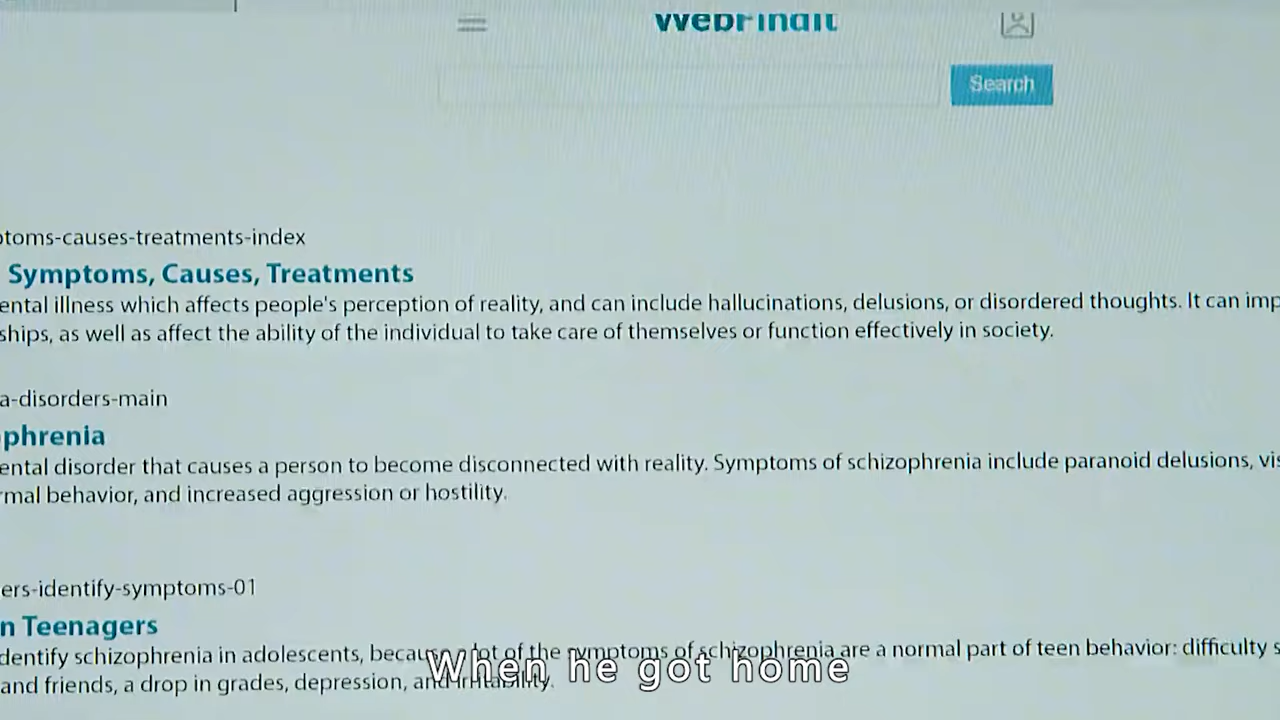 WebFindit
Search
ptoms-causes-treatments-index
Symptoms, Causes, Treatments
ental illness which affects people's perception of reality, and can include hallucinations, delusions, or disordered thoughts. It can imp
ships, as well as affect the ability of the individual to take care of themselves or function effectively in society.
a-disorders-main
ophrenia
ental disorder that causes a person to become disconnected with reality. Symptoms of schizophrenia include paranoid delusions, vis
rmal behavior, and increased aggression or hostility.
ers-identify-symptoms-01
n Teenagers
dentify schizophrenia in adolescents, because a lot of the symptoms of schizophrenia are a normal part of teen behavior: difficulty s
and friends, a drop in grades, depression, and irritability.
When he got home